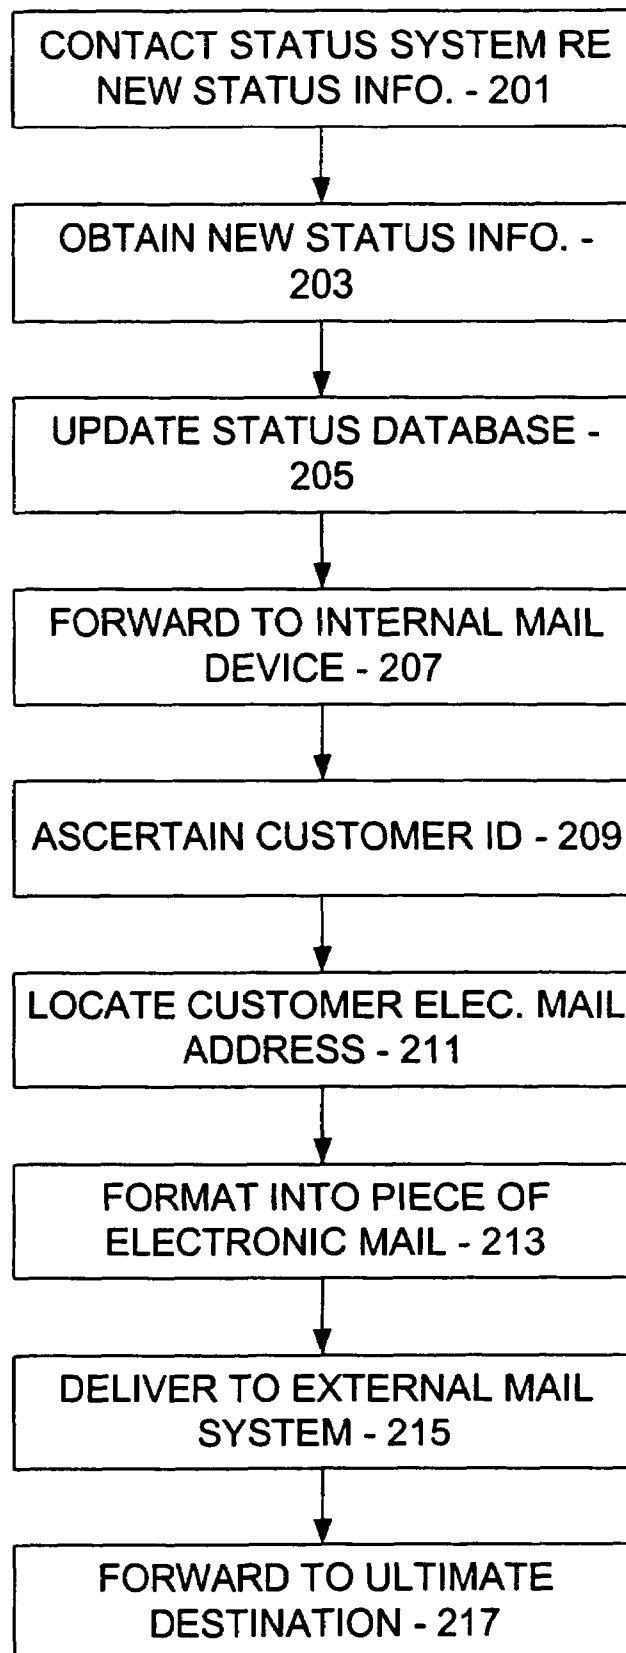 CONTACT STATUS SYSTEM RE
NEW STATUS INFO. - 201
OBTAIN NEW STATUS INFO. -
203
UPDATE STATUS DATABASE -
205
FORWARD TO INTERNAL MAIL
DEVICE - 207
ASCERTAIN CUSTOMER ID - 209
LOCATE CUSTOMER ELEC. MAIL
ADDRESS - 211
FORMAT INTO PIECE OF
ELECTRONIC MAIL - 213
DELIVER TO EXTERNAL MAIL
SYSTEM - 215
FORWARD TO ULTIMATE
DESTINATION - 217